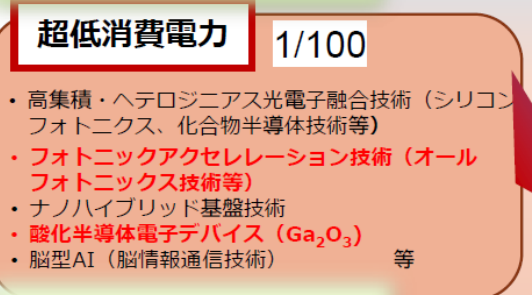 超低消費電力
1/100
・高集積・ヘテロジニアス光電子融合技術（シリコン
フォトニクス、化合物半導体技術等）
・フォトニックアクセレレーション技術（オール
フォトニックス技術等）
・ナノハイブリッド基盤技術
・酸化半導体電子デバイス（Ga₂O₃)
・脳型AI（脳情報通信技術） 等